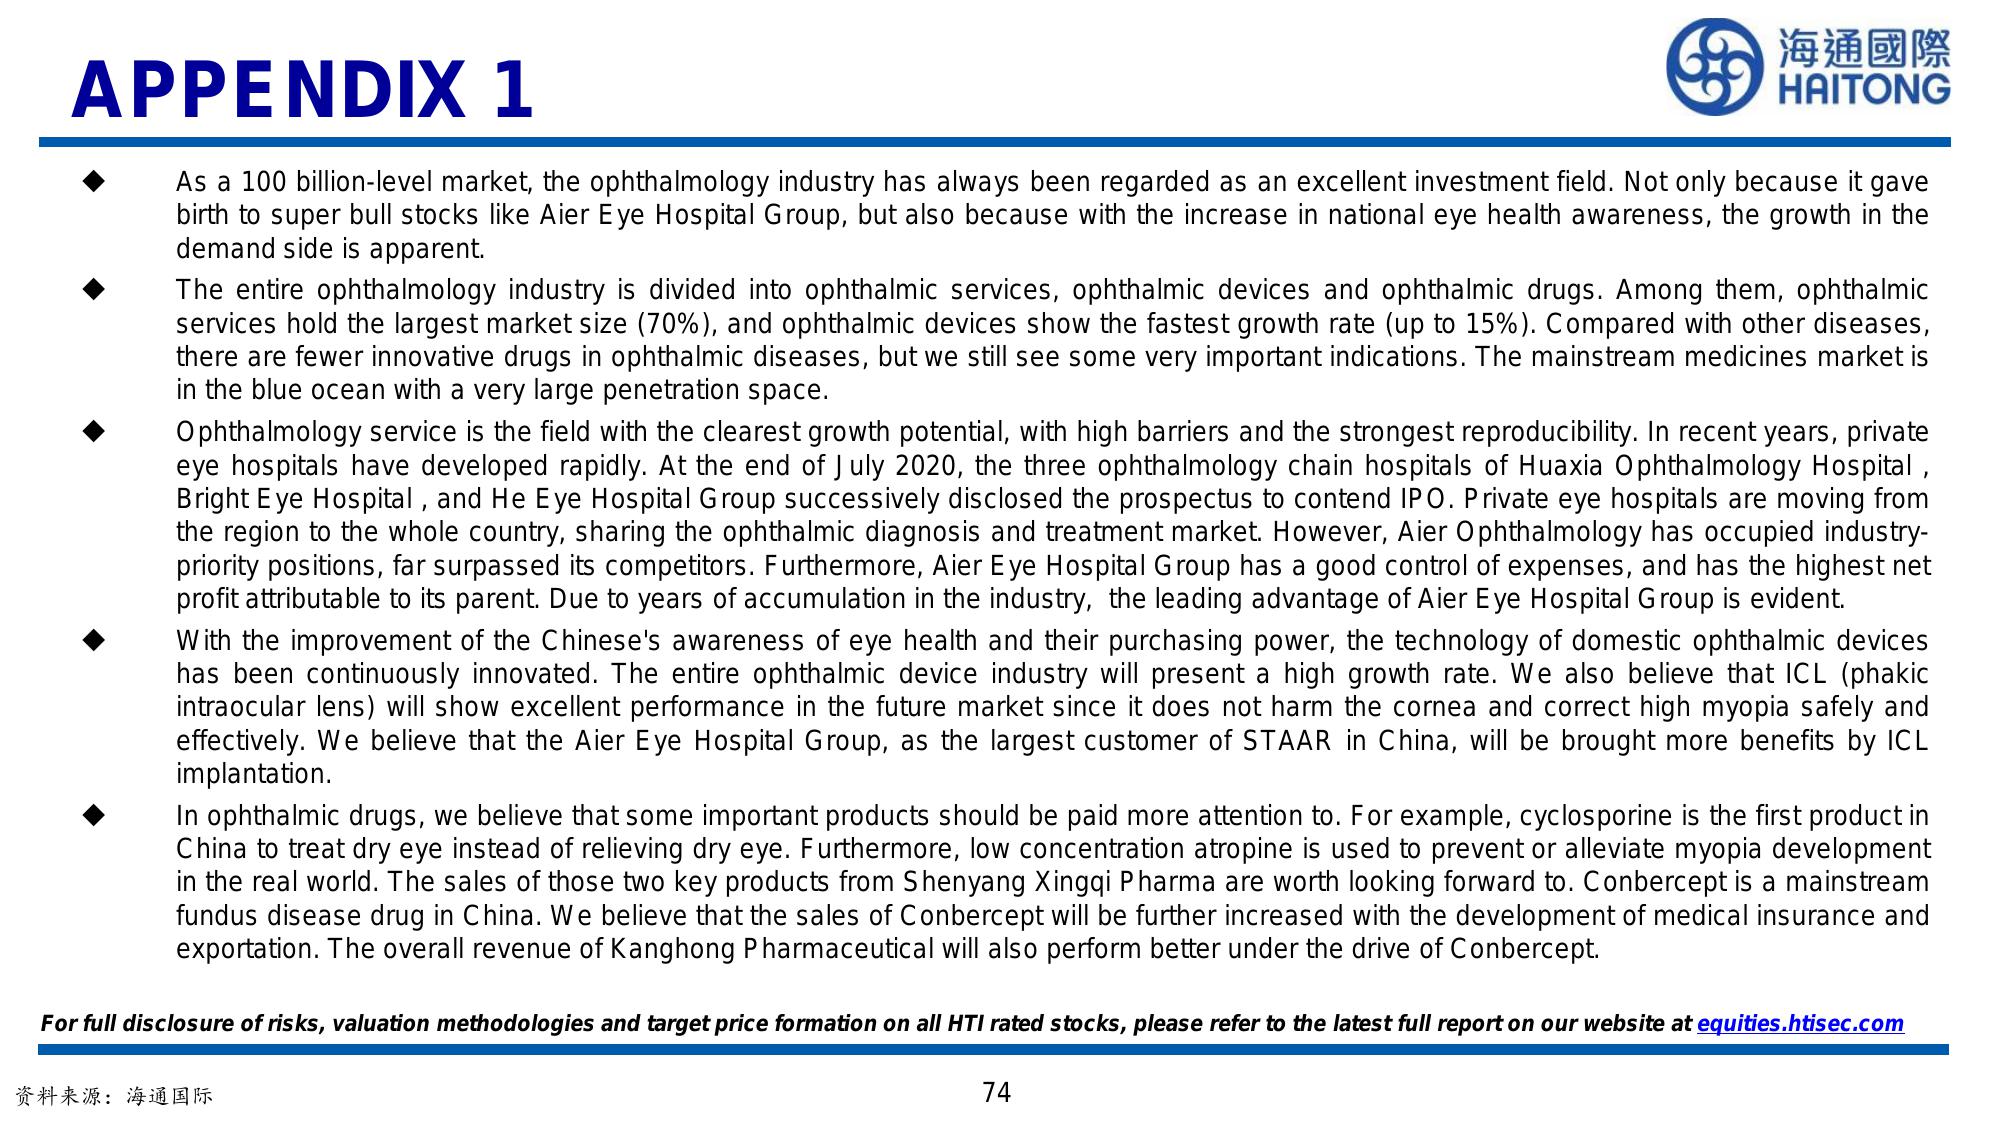 APPENDIX 1
海通國際
HAITONG
◆ As a 100 billion-level market, the ophthalmology industry has always been regarded as an excellent investment field. Not only because it gave
birth to super bull stocks like Aier Eye Hospital Group, but also because with the increase in national eye health awareness, the growth in the
demand side is apparent.
◆ The entire ophthalmology industry is divided into ophthalmic services, ophthalmic devices and ophthalmic drugs. Among them, ophthalmic
services hold the largest market size (70%), and ophthalmic devices show the fastest growth rate (up to 15%). Compared with other diseases,
there are fewer innovative drugs in ophthalmic diseases, but we still see some very important indications. The mainstream medicines market is
in the blue ocean with a very large penetration space.
◆ Ophthalmology service is the field with the clearest growth potential, with high barriers and the strongest reproducibility. In recent years, private
eye hospitals have developed rapidly. At the end of July 2020, the three ophthalmology chain hospitals of Huaxia Ophthalmology Hospital ,
Bright Eye Hospital , and He Eye Hospital Group successively disclosed the prospectus to contend IPO. Private eye hospitals are moving from
the region to the whole country, sharing the ophthalmic diagnosis and treatment market. However, Aier Ophthalmology has occupied industry-
priority positions, far surpassed its competitors. Furthermore, Aier Eye Hospital Group has a good control of expenses, and has the highest net
profit attributable to its parent. Due to years of accumulation in the industry,  the leading advantage of Aier Eye Hospital Group is evident.
◆ With the improvement of the Chinese's awareness of eye health and their purchasing power, the technology of domestic ophthalmic devices
has been continuously innovated. The entire ophthalmic device industry will present a high growth rate. We also believe that ICL (phakic
intraocular lens) will show excellent performance in the future market since it does not harm the cornea and correct high myopia safely and
effectively. We believe that the Aier Eye Hospital Group, as the largest customer of STAAR in China, will be brought more benefits by ICL
implantation.
◆ In ophthalmic drugs, we believe that some important products should be paid more attention to. For example, cyclosporine is the first product in
China to treat dry eye instead of relieving dry eye. Furthermore, low concentration atropine is used to prevent or alleviate myopia development
in the real world. The sales of those two key products from Shenyang Xingqi Pharma are worth looking forward to. Conbercept is a mainstream
fundus disease drug in China. We believe that the sales of Conbercept will be further increased with the development of medical insurance and
exportation. The overall revenue of Kanghong Pharmaceutical will also perform better under the drive of Conbercept.
For full disclosure of risks, valuation methodologies and target price formation on all HTI rated stocks, please refer to the latest full report on our website at equities.htisec.com
资料来源：海通国际
74